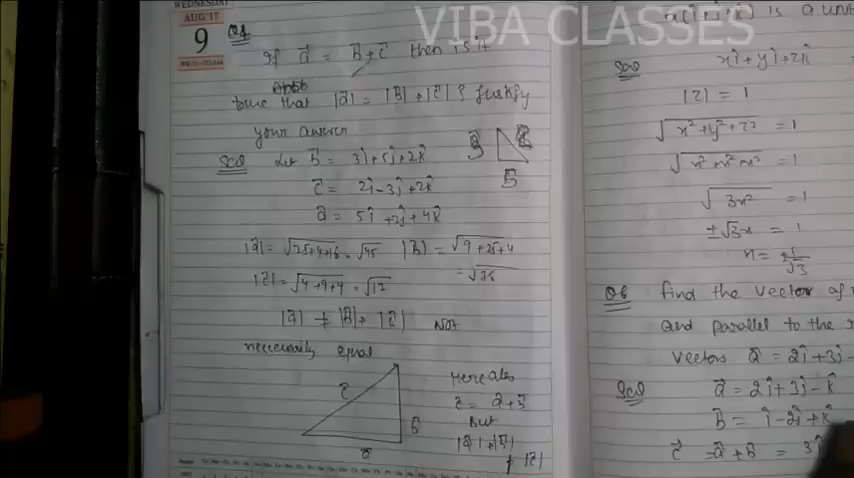 VIBA CLASSES
WEDNESDAY
AUG'17
9
Q4
If a⃗ = b⃗ + c⃗ then is it
true that |a⃗| = |b⃗| + |c⃗| ? Justify
your answer
Sol Let b⃗ = 3î + 5ĵ + 2k̂
c⃗ = 2î - 3ĵ + 2k̂
a⃗ = 5î + 2ĵ + 4k̂
|a⃗| = √25+4+16 = √45 |b⃗| = √9+25+4
= √38
|c⃗| = √4+9+4 = √17
|a⃗| ≠ |b⃗| + |c⃗| Not
necessarily equal
c⃗
b⃗
a⃗
Here also
c⃗ = a⃗ + b⃗
But
|a⃗| + |b⃗|
≠ |c⃗|
is a unit
Sol xî + yĵ + zk̂
= 1
√x²+y²+z² = 1
√x²+x²+x² = 1
√3x² = 1
±√3x = 1
Q6 Find the vector of
and parallel to the
vectors a⃗ = 2î + 3ĵ -
Sol a⃗ = 2î + 3ĵ - k̂
b⃗ = î - 2ĵ + k̂
c⃗ = a⃗ + b⃗ = 3î